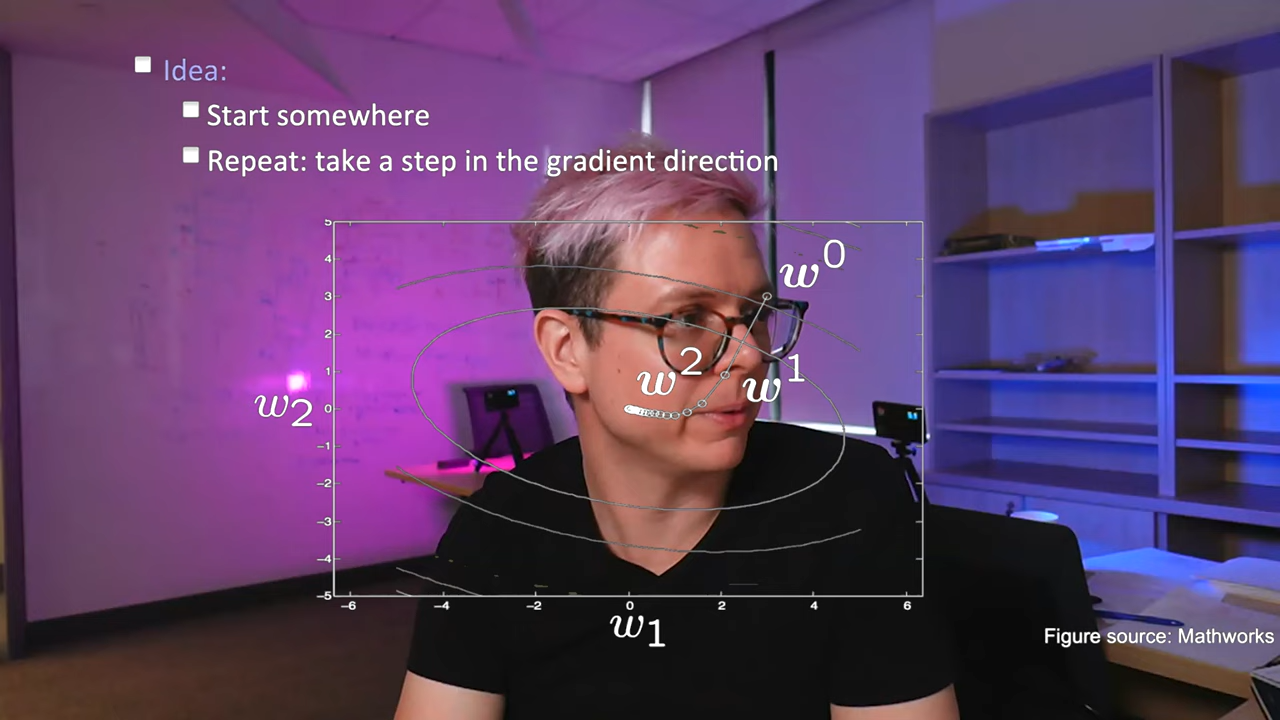 Idea:
Start somewhere
Repeat: take a step in the gradient direction
5
4
3
2
1
0
−1
−2
−3
−4
−5
w⁰
w¹
w²
w₂
−6
−4
−2
0
2
4
6
w₁
Figure source: Mathworks